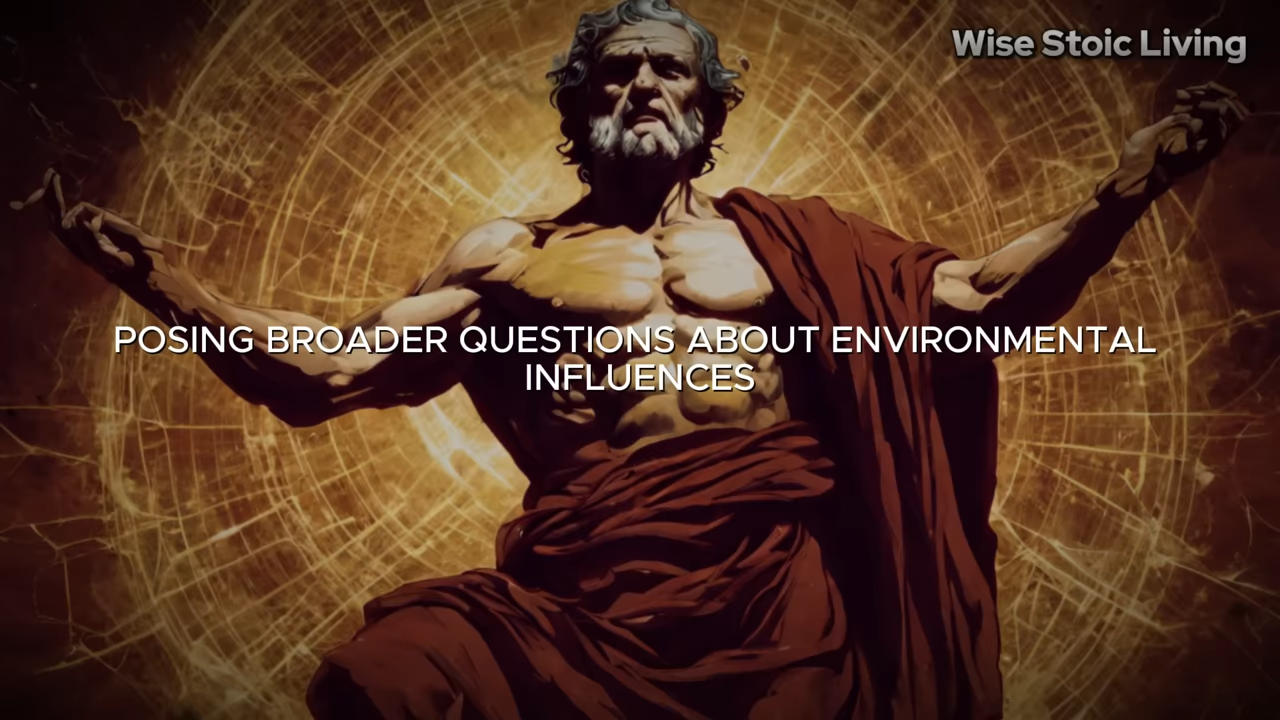 Wise Stoic Living
POSING BROADER QUESTIONS ABOUT ENVIRONMENTAL
INFLUENCES